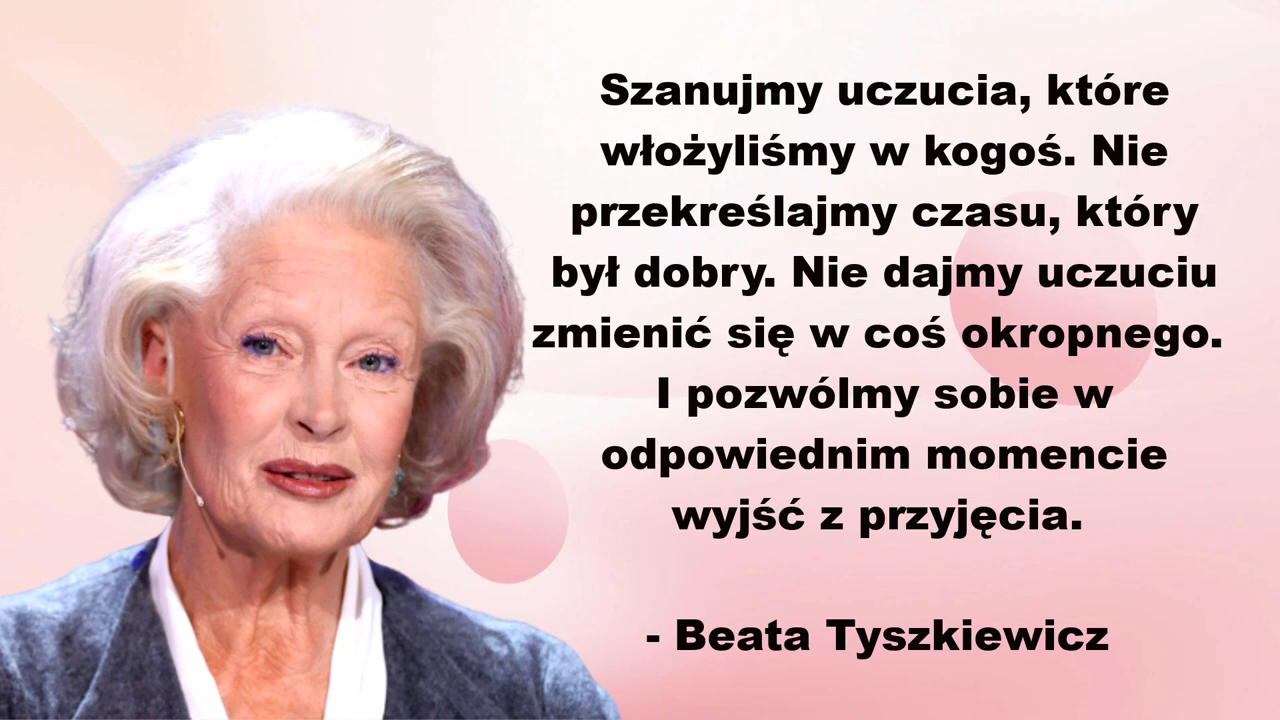 Szanujmy uczucia, które
włożyliśmy w kogoś. Nie
przekreślajmy czasu, który
był dobry. Nie dajmy uczuciu
zmienić się w coś okropnego.
I pozwólmy sobie w
odpowiednim momencie
wyjść z przyjęcia.
- Beata Tyszkiewicz